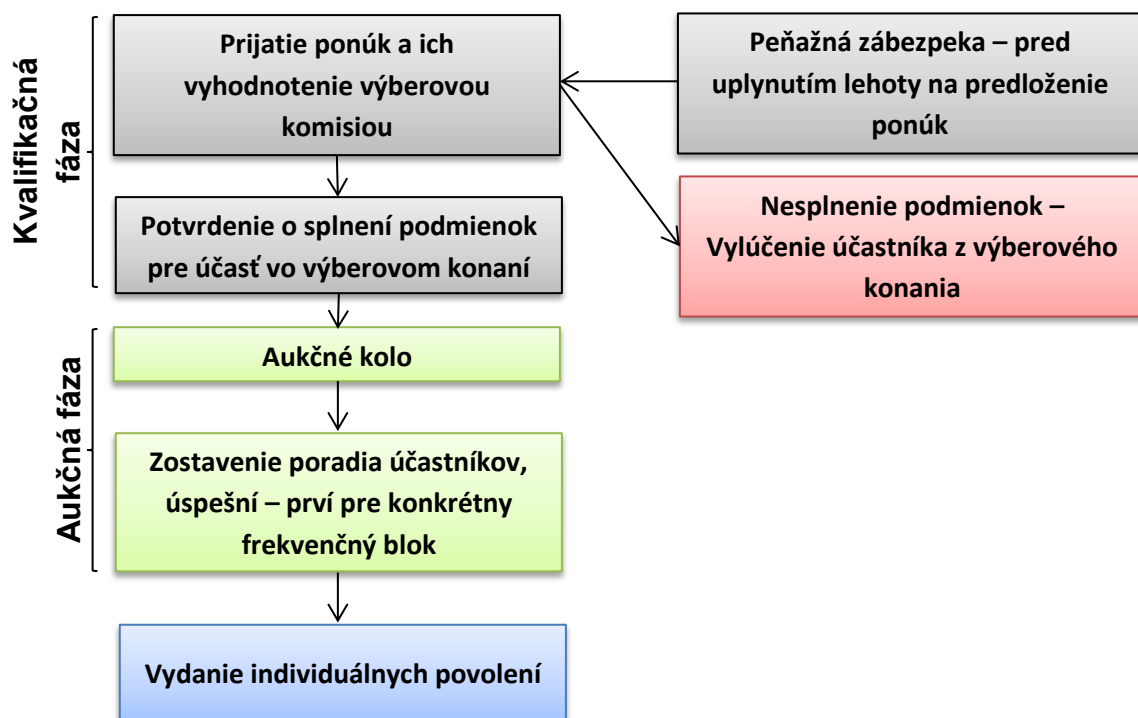 Kvalifikačná
fáza
Prijatie ponúk a ich
vyhodnotenie výberovou
komisiou
Peňažná zábezpeka – pred
uplynutím lehoty na predloženie
ponúk
Potvrdenie o splnení podmienok
pre účasť vo výberovom konaní
Nesplnenie podmienok –
Vylúčenie účastníka z výberového
konania
Aukčná fáza
Aukčné kolo
Zostavenie poradia účastníkov,
úspešní – prví pre konkrétny
frekvenčný blok
Vydanie individuálnych povolení